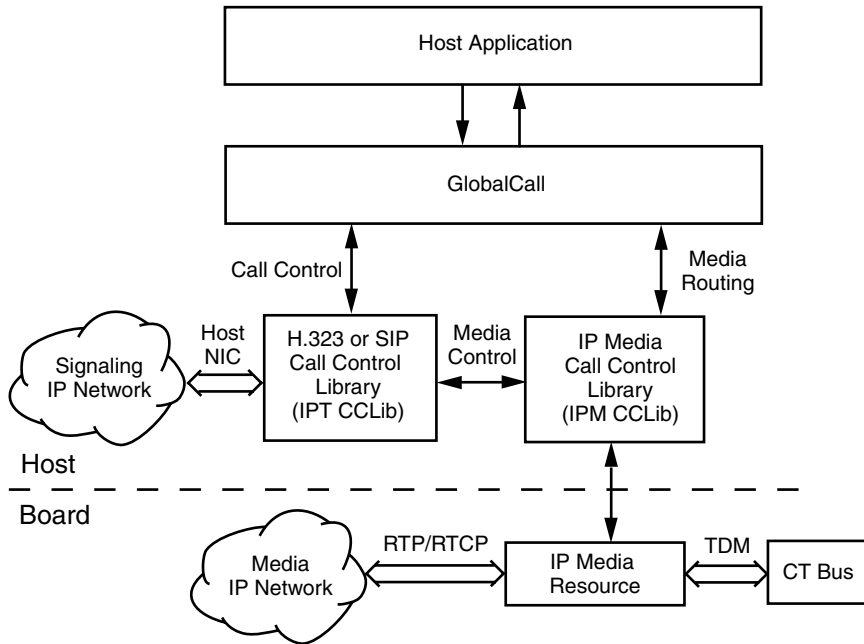 Host Application
GlobalCall
Call Control
Media
Routing
Host
NIC
Signaling
IP Network
H.323 or SIP
Call Control
Library
(IPT CCLib)
Media
Control
IP Media
Call Control
Library
(IPM CCLib)
Host
Board
Media
IP Network
RTP/RTCP
IP Media
Resource
TDM
CT Bus